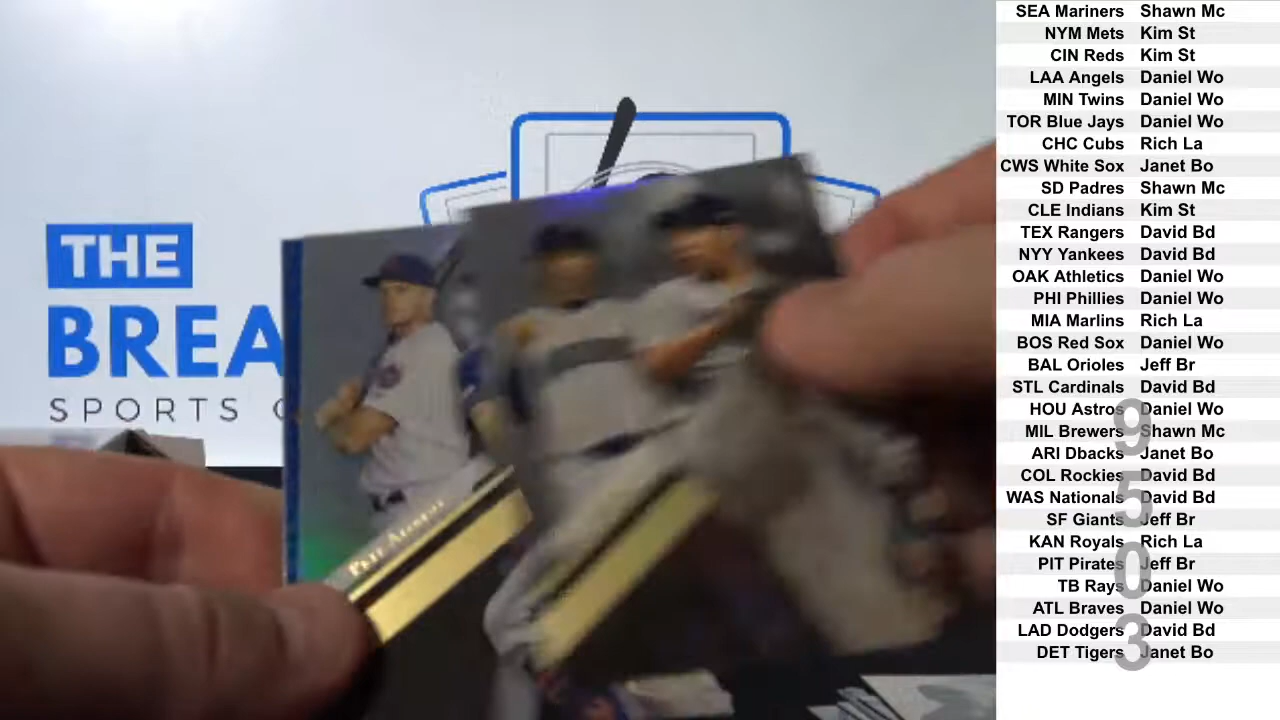 THE
BREA
SPORTS
PETE ALONSO
SEA Mariners Shawn Mc
NYM Mets Kim St
CIN Reds Kim St
LAA Angels Daniel Wo
MIN Twins Daniel Wo
TOR Blue Jays Daniel Wo
CHC Cubs Rich La
CWS White Sox Janet Bo
SD Padres Shawn Mc
CLE Indians Kim St
TEX Rangers David Bd
NYY Yankees David Bd
OAK Athletics Daniel Wo
PHI Phillies Daniel Wo
MIA Marlins Rich La
BOS Red Sox Daniel Wo
BAL Orioles Jeff Br
STL Cardinals David Bd
HOU Astros Daniel Wo
MIL Brewers Shawn Mc
ARI Dbacks Janet Bo
COL Rockies David Bd
WAS Nationals David Bd
SF Giants Jeff Br
KAN Royals Rich La
PIT Pirates Jeff Br
TB Rays Daniel Wo
ATL Braves Daniel Wo
LAD Dodgers David Bd
DET Tigers Janet Bo
9503